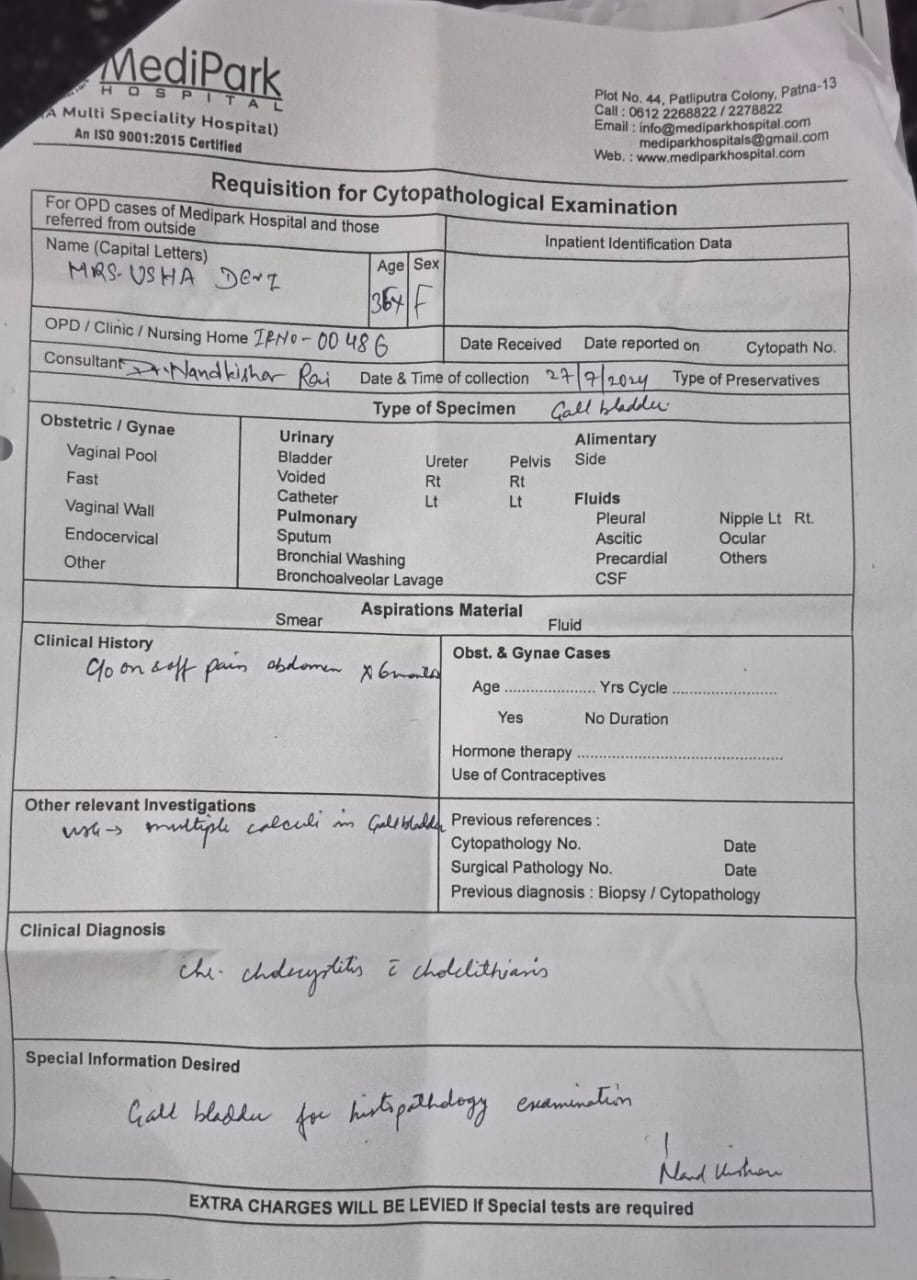 MediPark
HOSPITAL
(A Multi Speciality Hospital)
An ISO 9001:2015 Certified
Plot No. 44, Patliputra Colony, Patna-13
Call : 0612 2268822 / 2278822
Email : info@mediparkhospital.com
mediparkhospitals@gmail.com
Web. : www.mediparkhospital.com
Requisition for Cytopathological Examination
For OPD cases of Medipark Hospital and those
referred from outside
Inpatient Identification Data
Name (Capital Letters)
MRS. USHA DEVI
Age Sex
36Y F
OPD / Clinic / Nursing Home IPNO-00486
Date Received Date reported on Cytopath No.
Consultant Dr. Nandkishor Rai Date & Time of collection 27/7/2024 Type of Preservatives
Type of Specimen Gall bladder.
Obstetric / Gynae
Vaginal Pool
Fast
Vaginal Wall
Endocervical
Other
Urinary
Bladder Ureter Pelvis
Voided Rt Rt
Catheter Lt Lt
Pulmonary
Sputum
Bronchial Washing
Bronchoalveolar Lavage
Alimentary
Side
Fluids
Pleural Nipple Lt Rt.
Ascitic Ocular
Precardial Others
CSF
Aspirations Material
Smear Fluid
Clinical History
C/o on & off pain abdomen x 6 months
Obst. & Gynae Cases
Age .................... Yrs Cycle ......................
Yes No Duration
Hormone therapy ............................................
Use of Contraceptives
Other relevant Investigations
USG → multiple calculi in Gallbladder
Previous references :
Cytopathology No. Date
Surgical Pathology No. Date
Previous diagnosis : Biopsy / Cytopathology
Clinical Diagnosis
Chr. cholecystitis c̄ cholelithiasis
Special Information Desired
Gall bladder for histopathology examination
Nand Kishore
EXTRA CHARGES WILL BE LEVIED If Special tests are required